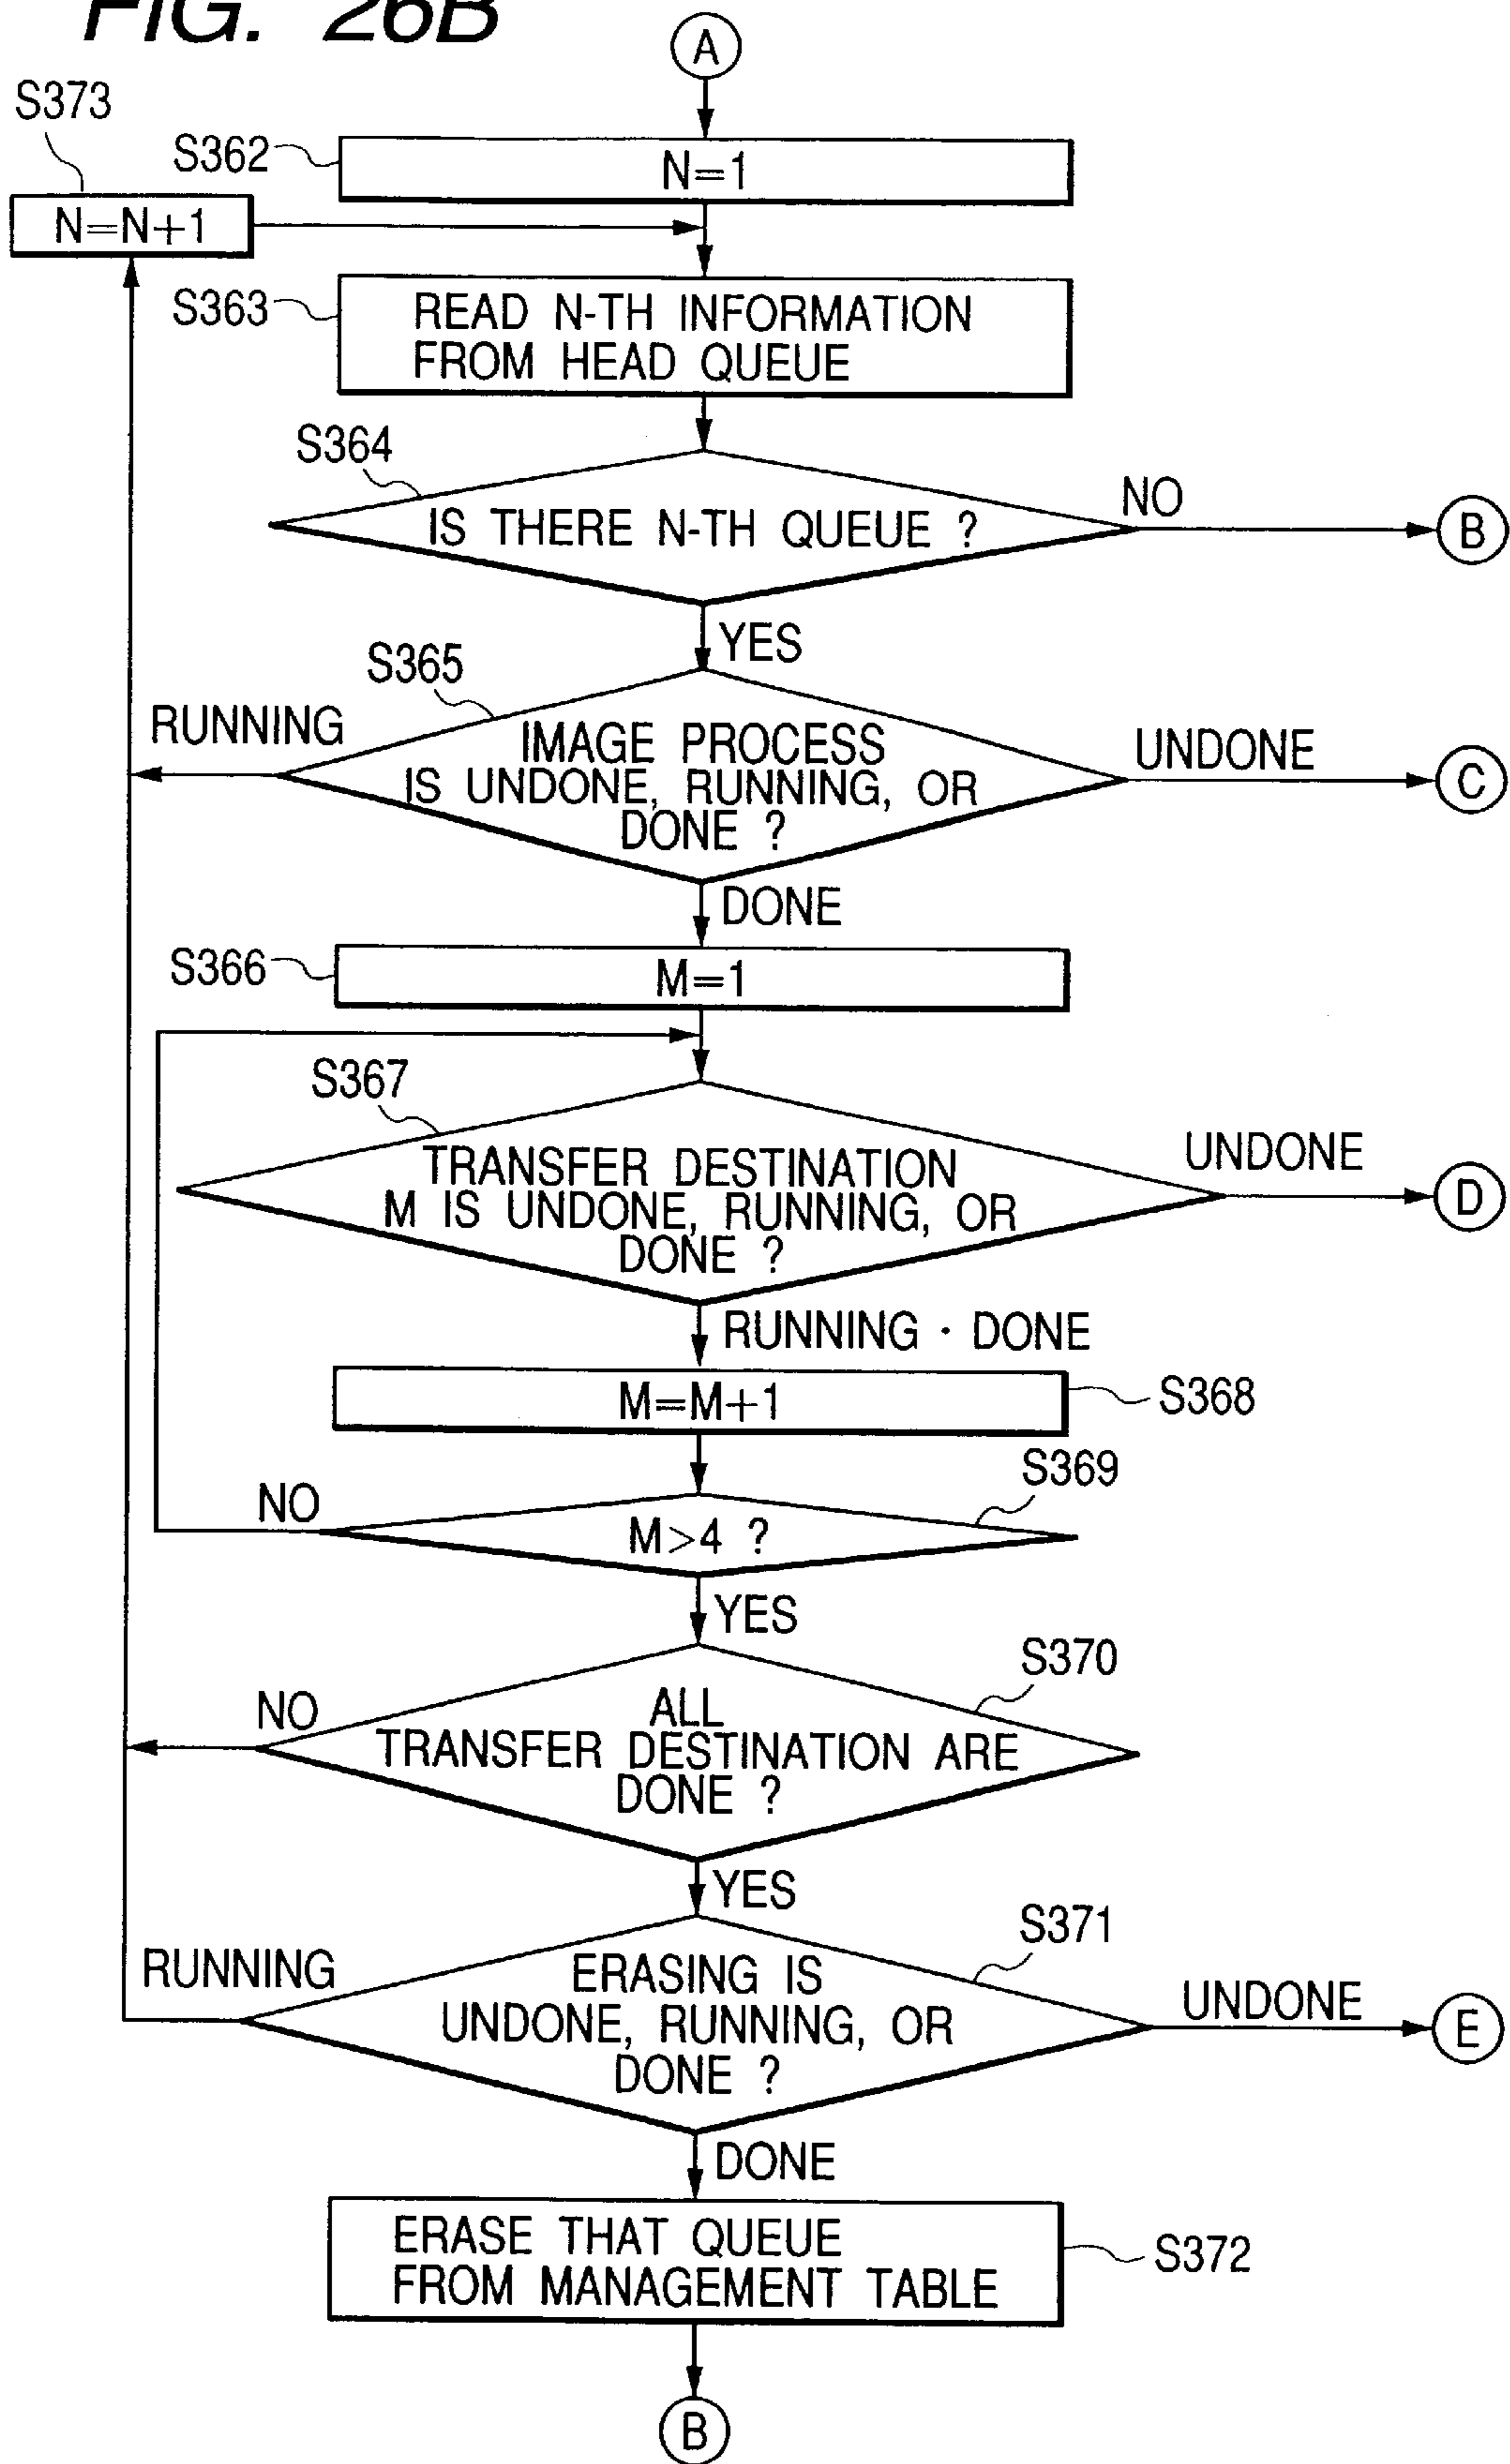 FIG. 26B
A
S373
S362
N=1
N=N+1
S363
READ N-TH INFORMATION
FROM HEAD QUEUE
S364
IS THERE N-TH QUEUE ?
NO
B
YES
S365
RUNNING
IMAGE PROCESS
IS UNDONE, RUNNING, OR
DONE ?
UNDONE
C
DONE
S366
M=1
S367
TRANSFER DESTINATION
M IS UNDONE, RUNNING, OR
DONE ?
UNDONE
D
RUNNING · DONE
M=M+1
S368
S369
NO
M>4 ?
YES
S370
NO
ALL
TRANSFER DESTINATION ARE
DONE ?
YES
S371
RUNNING
ERASING IS
UNDONE, RUNNING, OR
DONE ?
UNDONE
E
DONE
ERASE THAT QUEUE
FROM MANAGEMENT TABLE
S372
B